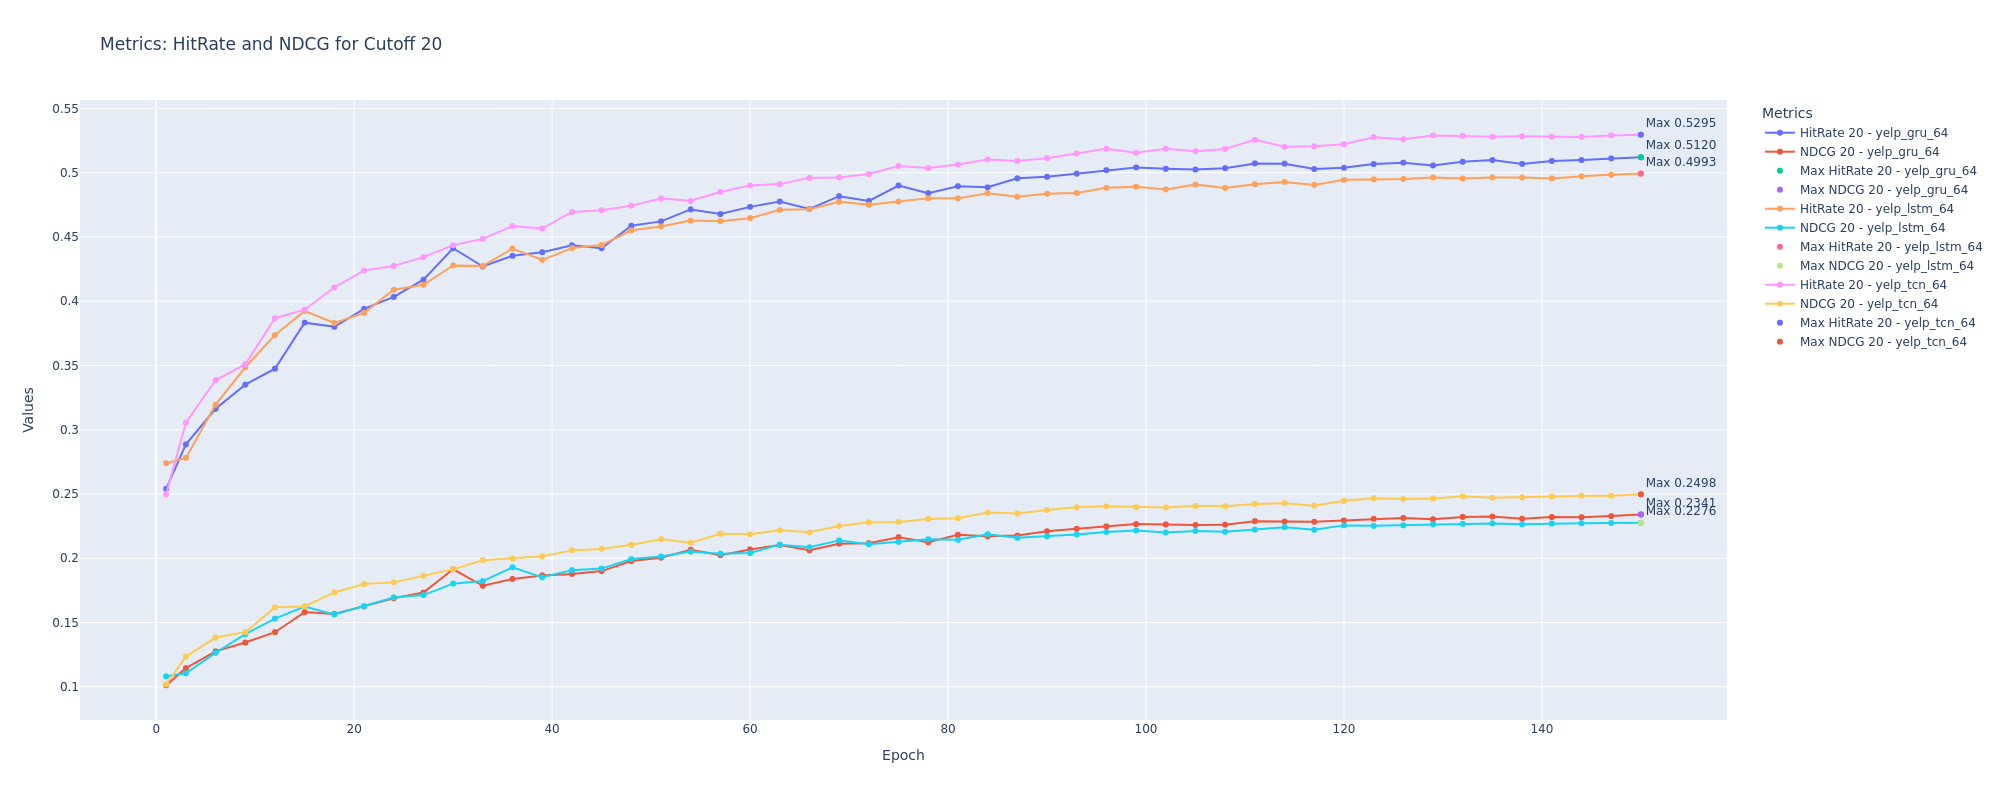 Metrics: HitRate and NDCG for Cutoff 20
0.55
0.5
0.45
0.4
0.35
0.3
0.25
0.2
0.15
0.1
Values
0
20
40
60
80
100
120
140
Epoch
Max 0.5295
Max 0.5120
Max 0.4993
Max 0.2498
Max 0.2341
Max 0.2276
Metrics
HitRate 20 - yelp_gru_64
NDCG 20 - yelp_gru_64
Max HitRate 20 - yelp_gru_64
Max NDCG 20 - yelp_gru_64
HitRate 20 - yelp_lstm_64
NDCG 20 - yelp_lstm_64
Max HitRate 20 - yelp_lstm_64
Max NDCG 20 - yelp_lstm_64
HitRate 20 - yelp_tcn_64
NDCG 20 - yelp_tcn_64
Max HitRate 20 - yelp_tcn_64
Max NDCG 20 - yelp_tcn_64